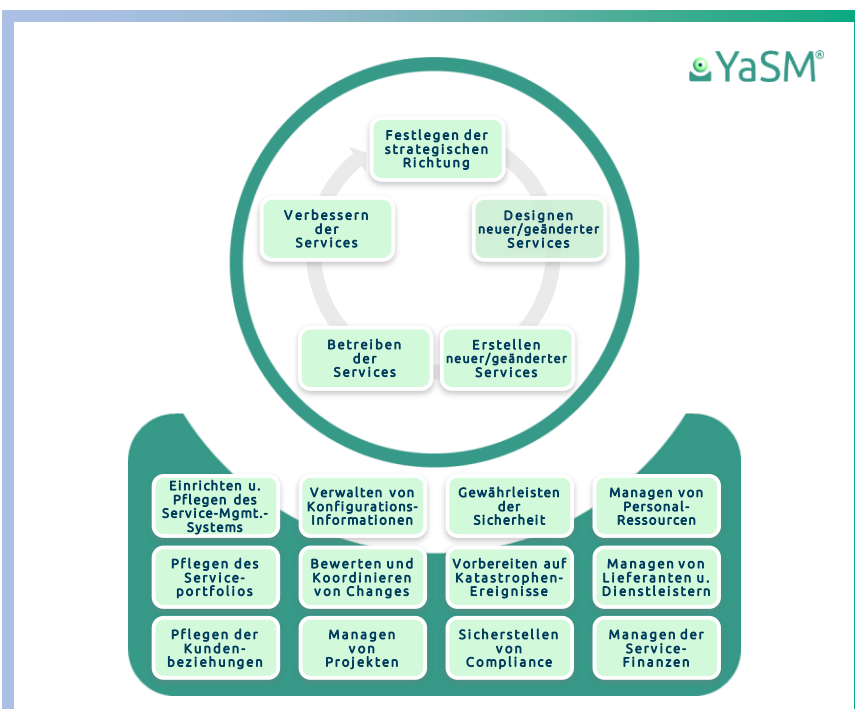 YaSM®
Festlegen der
strategischen
Richtung
Verbessern
der
Services
Designen
neuer/geänderter
Services
Betreiben
der
Services
Erstellen
neuer/geänderter
Services
Einrichten u.
Pflegen des
Service-Mgmt.-
Systems
Verwalten von
Konfigurations-
Informationen
Gewährleisten
der
Sicherheit
Managen von
Personal-
Ressourcen
Pflegen des
Service-
portfolios
Bewerten und
Koordinieren
von Changes
Vorbereiten auf
Katastrophen-
Ereignisse
Managen von
Lieferanten u.
Dienstleistern
Pflegen der
Kunden-
beziehungen
Managen
von
Projekten
Sicherstellen
von
Compliance
Managen der
Service-
Finanzen